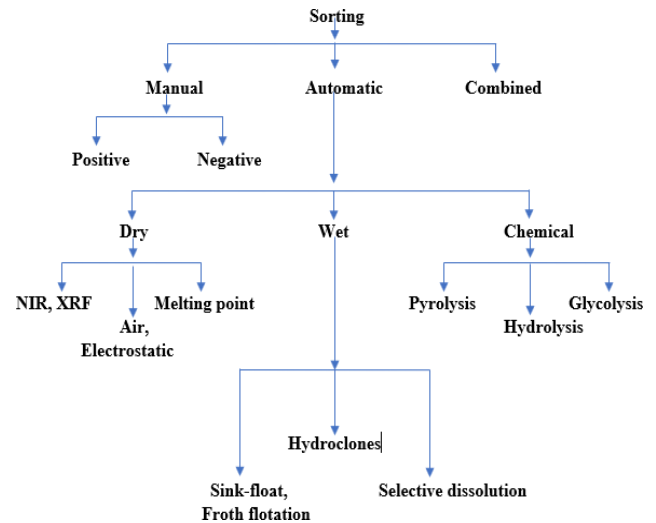 Sorting
Manual
Automatic
Combined
Positive
Negative
Dry
Wet
Chemical
NIR, XRF
Air,
Electrostatic
Melting point
Pyrolysis
Hydrolysis
Glycolysis
Hydroclones
Sink-float,
Froth flotation
Selective dissolution